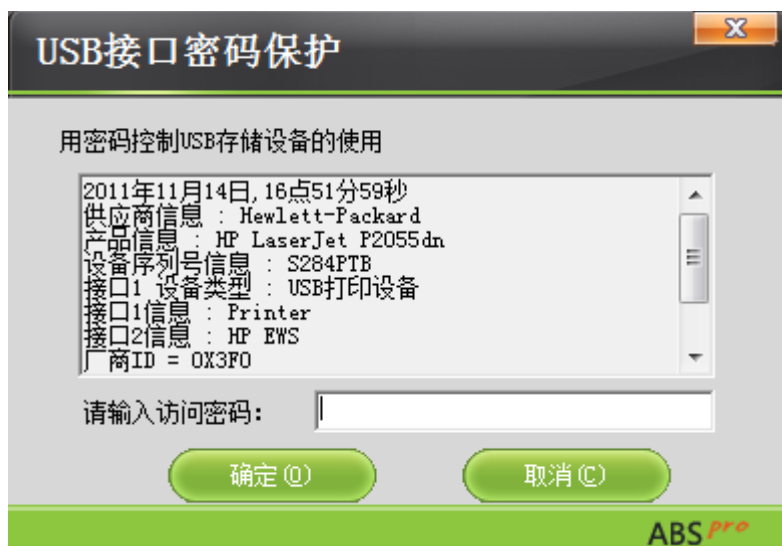 USB接口密码保护
用密码控制USB存储设备的使用
2011年11月14日,16点51分59秒
供应商信息 : Hewlett-Packard
产品信息 : HP LaserJet P2055dn
设备序列号信息 : S284PTB
接口1 设备类型 : USB打印设备
接口1信息 : Printer
接口2信息 : HP EWS
厂商ID = 0X3F0
请输入访问密码:
确定(O) 取消(C)
ABS pro